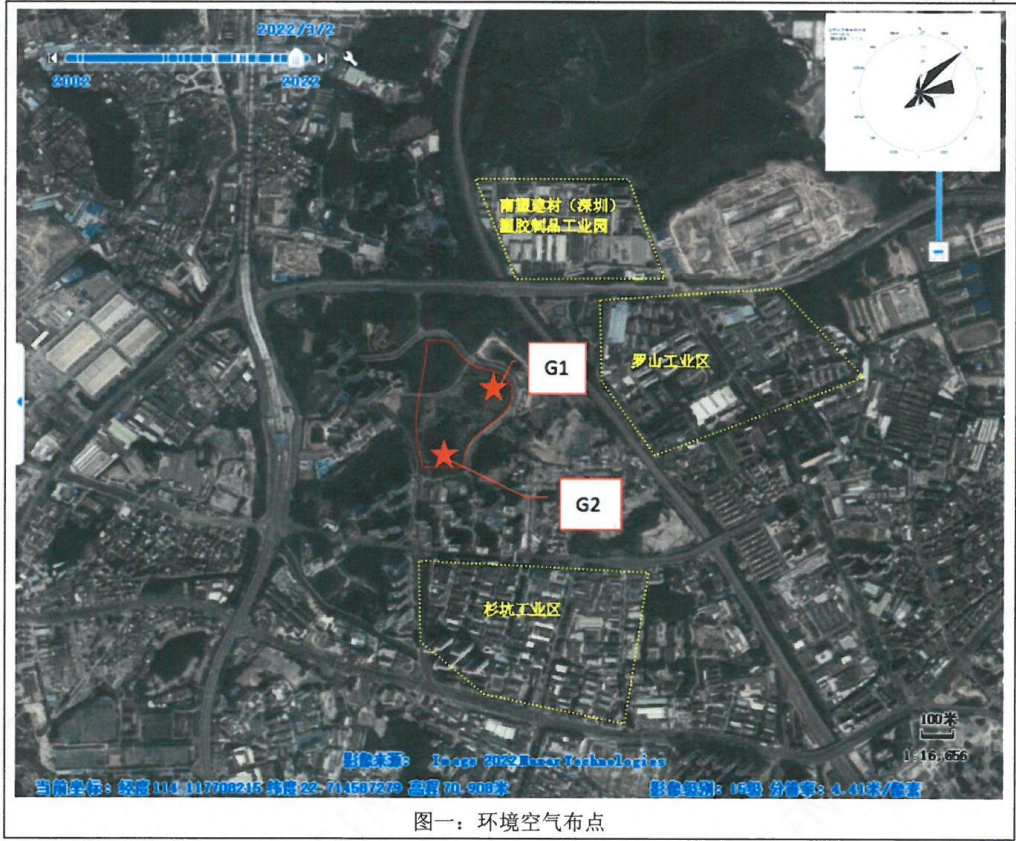 2022/3/2
2002
2022
南塑建材（深圳）
塑胶制品工业园
罗山工业区
G1
G2
杉坑工业区
100米
1:16,656
影像来源: Image 2022 Maxar Technologies
当前坐标: 经度 114.117708215 纬度 22.714587279 高程 70.908米
影像级别: 15级 分辨率: 4.41米/像素
图一：环境空气布点